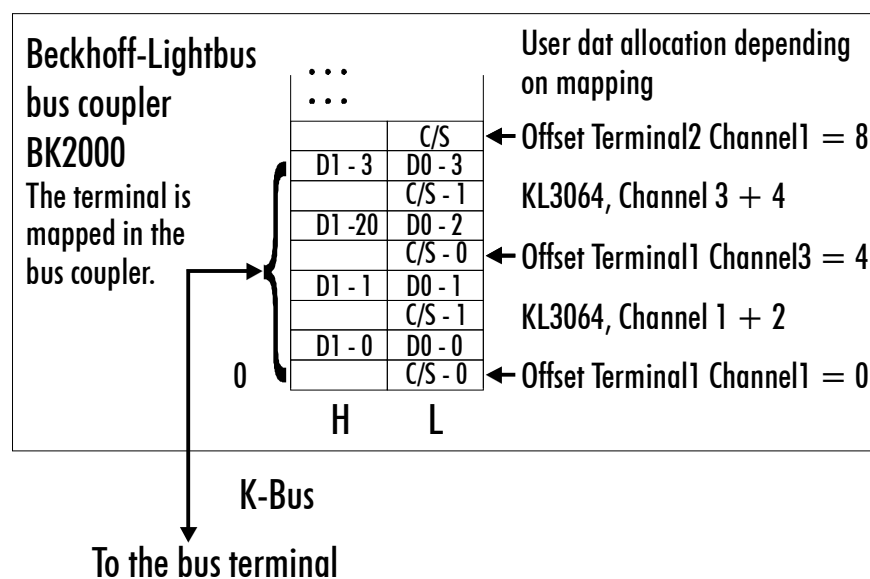 Beckhoff-Lightbus
bus coupler
BK2000
The terminal is
mapped in the
bus coupler.
0
...
...
C/S
D1 - 3 D0 - 3
C/S - 1
D1 -20 D0 - 2
C/S - 0
D1 - 1 D0 - 1
C/S - 1
D1 - 0 D0 - 0
C/S - 0
H L
User dat allocation depending
on mapping
Offset Terminal2 Channel1 = 8
KL3064, Channel 3 + 4
Offset Terminal1 Channel3 = 4
KL3064, Channel 1 + 2
Offset Terminal1 Channel1 = 0
K-Bus
To the bus terminal